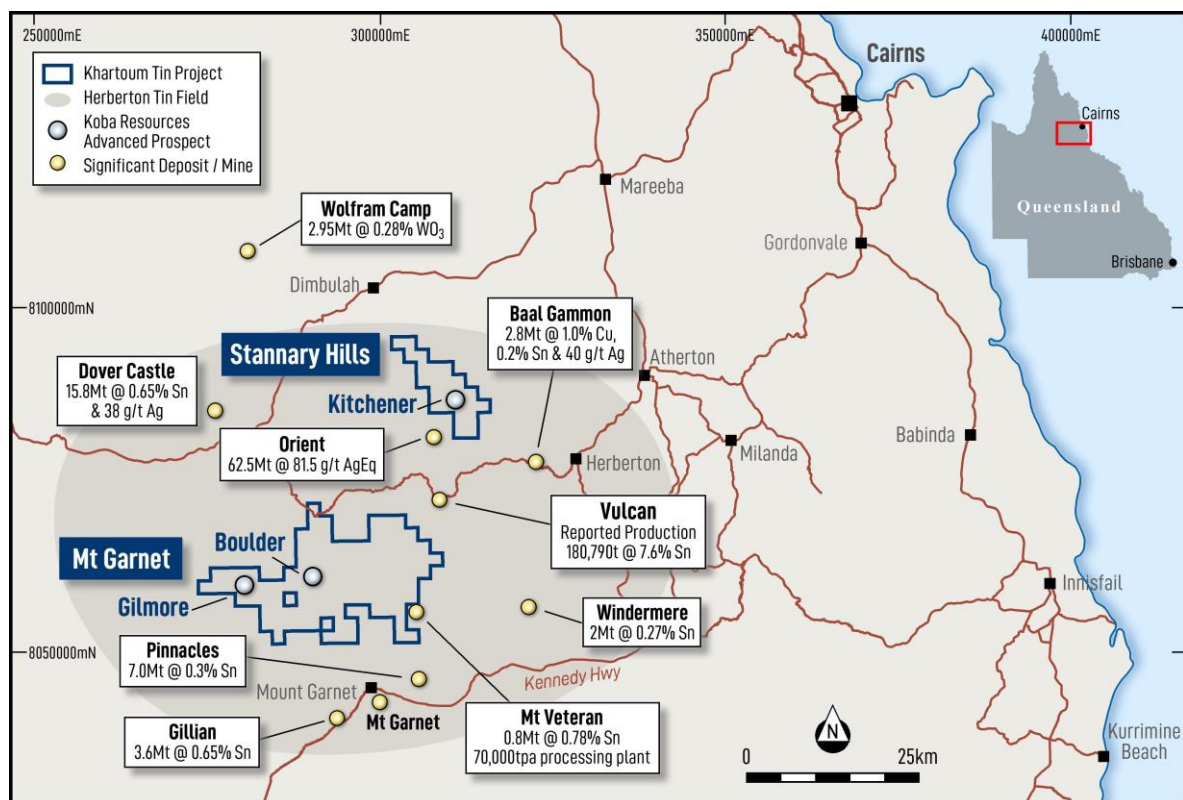 250000mE
300000mE
350000mE
400000mE
Khartoum Tin Project
Herberton Tin Field
Koba Resources
Advanced Prospect
Significant Deposit / Mine
Cairns
Cairns
Queensland
Brisbane
Mareeba
Wolfram Camp
2.95Mt @ 0.28% WO₃
Gordonvale
Dimbulah
8100000mN
Baal Gammon
2.8Mt @ 1.0% Cu,
0.2% Sn & 40 g/t Ag
Stannary Hills
Atherton
Dover Castle
15.8Mt @ 0.65% Sn
& 38 g/t Ag
Kitchener
Orient
62.5Mt @ 81.5 g/t AgEq
Herberton
Milanda
Babinda
Vulcan
Reported Production
180,790t @ 7.6% Sn
Mt Garnet
Boulder
Gilmore
Innisfail
Windermere
2Mt @ 0.27% Sn
Pinnacles
7.0Mt @ 0.3% Sn
8050000mN
Kennedy Hwy
Mount Garnet
Mt Garnet
Gillian
3.6Mt @ 0.65% Sn
Mt Veteran
0.8Mt @ 0.78% Sn
70,000tpa processing plant
N
0
25km
Kurrimine
Beach